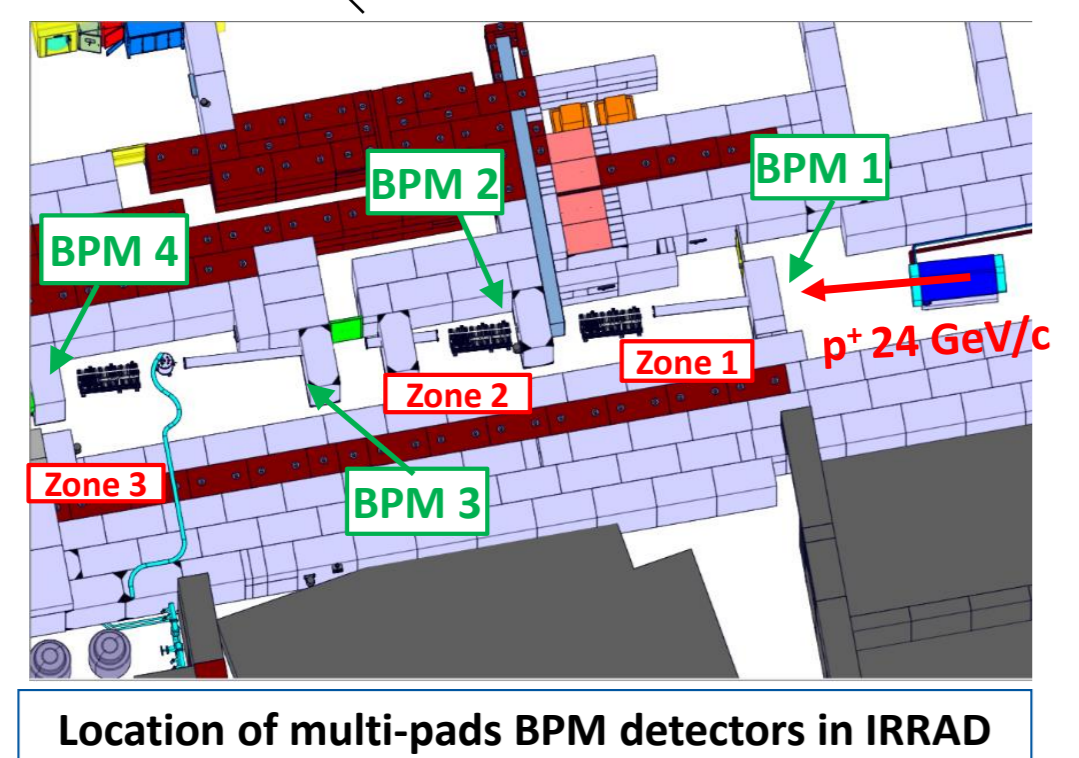 BPM 1
BPM 2
BPM 4
p⁺ 24 GeV/c
Zone 1
Zone 2
Zone 3
BPM 3
Location of multi-pads BPM detectors in IRRAD